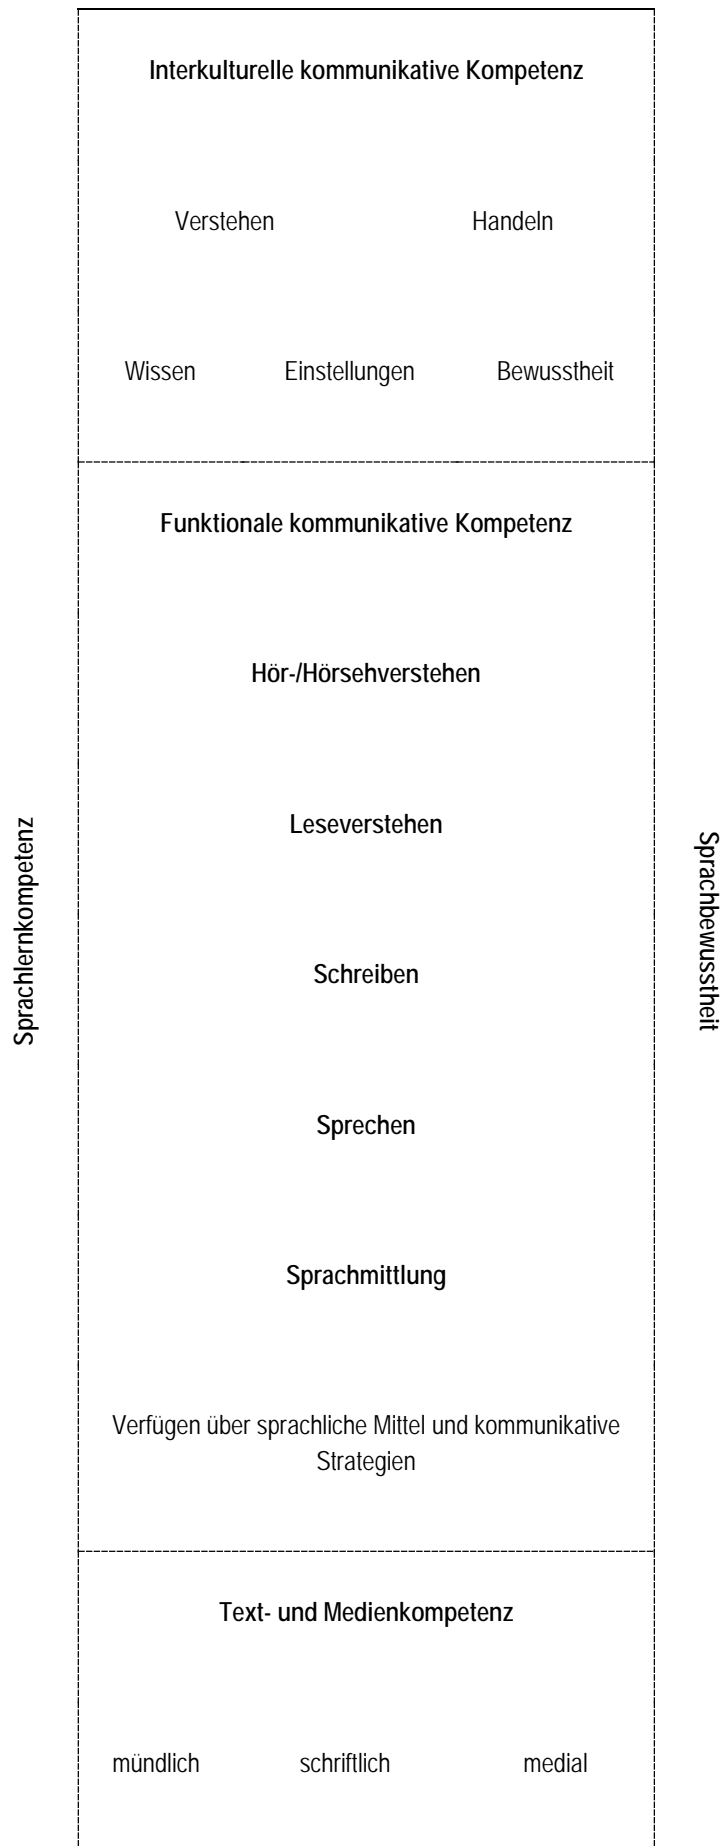 Interkulturelle kommunikative Kompetenz
Verstehen Handeln
Wissen Einstellungen Bewusstheit
Funktionale kommunikative Kompetenz
Hör-/Hörsehverstehen
Leseverstehen
Sprachlernkompetenz
Sprachbewusstheit
Schreiben
Sprechen
Sprachmittlung
Verfügen über sprachliche Mittel und kommunikative
Strategien
Text- und Medienkompetenz
mündlich schriftlich medial